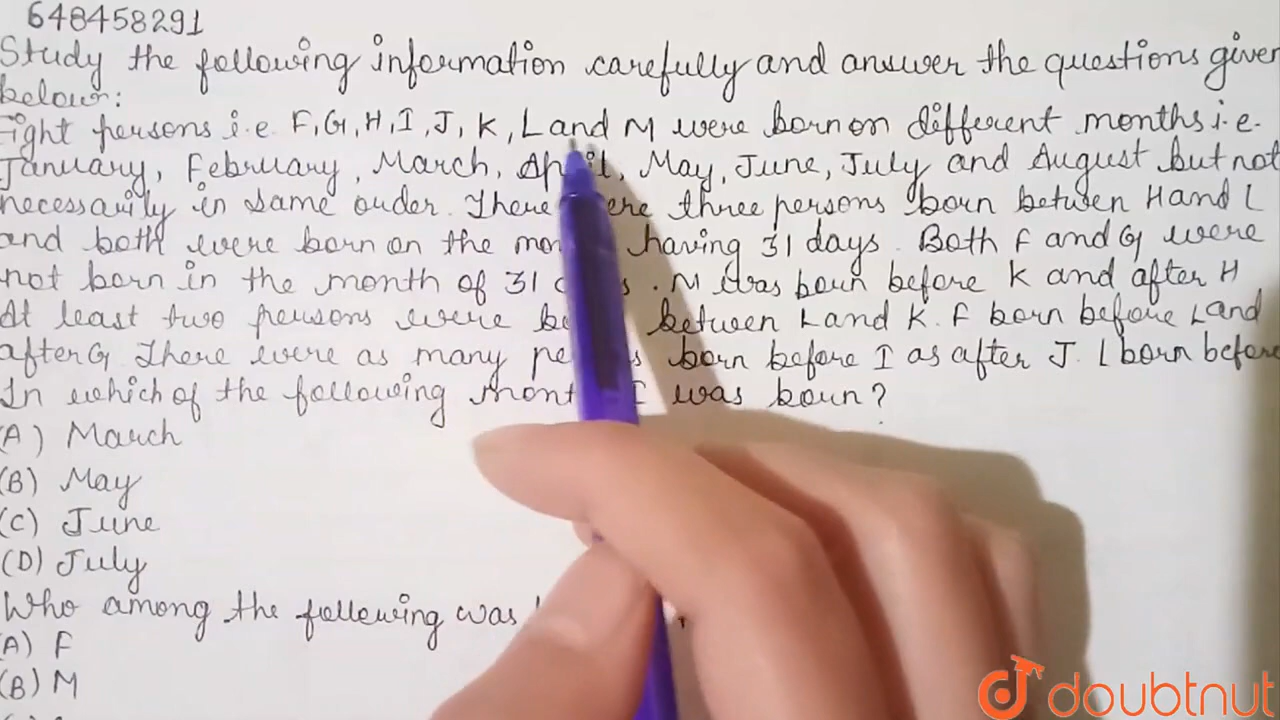 648458291
Study the following information carefully and answer the questions given
below:
Eight persons i.e. F, G, H, I, J, K, L and M were born on different months i.e.
January, February, March, April, May, June, July and August but not
necessarily in same order. There were three persons born betwen H and L
and both were born on the having 31 days. Both F and G were
not born in the month of 31 . M was born before K and after H
At least two persons were between L and K. F born before L and
after G. There were as many born before I as after J. L born before
In which of the following month I was born?
(A) March
(B) May
(C) June
(D) July
Who among the following was
(A) F
(B) M
doubtnut